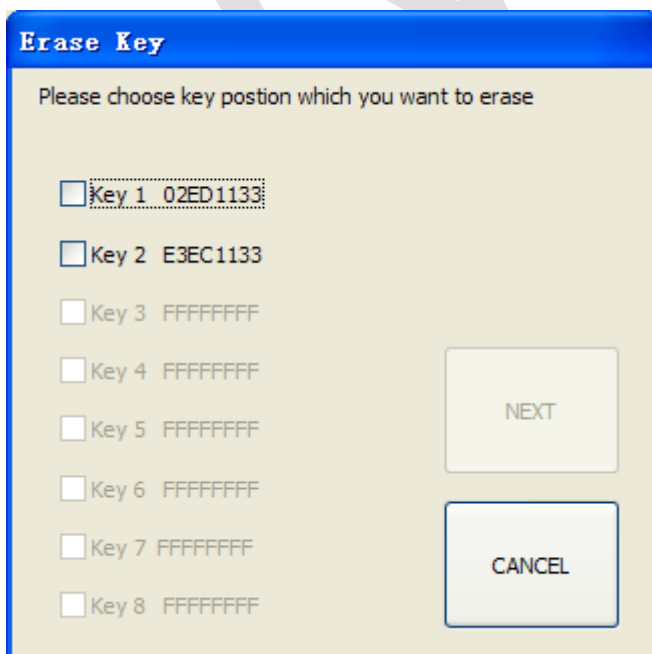 Erase Key
Please choose key postion which you want to erase
Key 1 02ED1133
Key 2 E3EC1133
Key 3 FFFFFFFF
Key 4 FFFFFFFF
Key 5 FFFFFFFF
Key 6 FFFFFFFF
Key 7 FFFFFFFF
Key 8 FFFFFFFF
NEXT
CANCEL